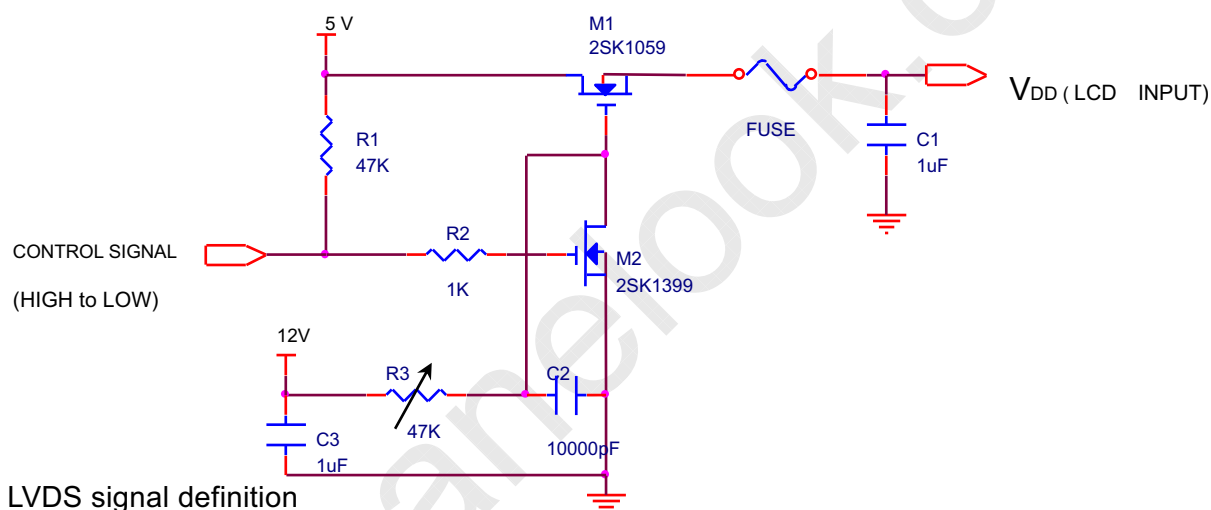 5 V
M1
2SK1059
VDD ( LCD INPUT)
FUSE
R1
47K
C1
1uF
CONTROL SIGNAL
(HIGH to LOW)
R2
1K
M2
2SK1399
12V
R3
47K
C2
10000pF
C3
1uF
LVDS signal definition